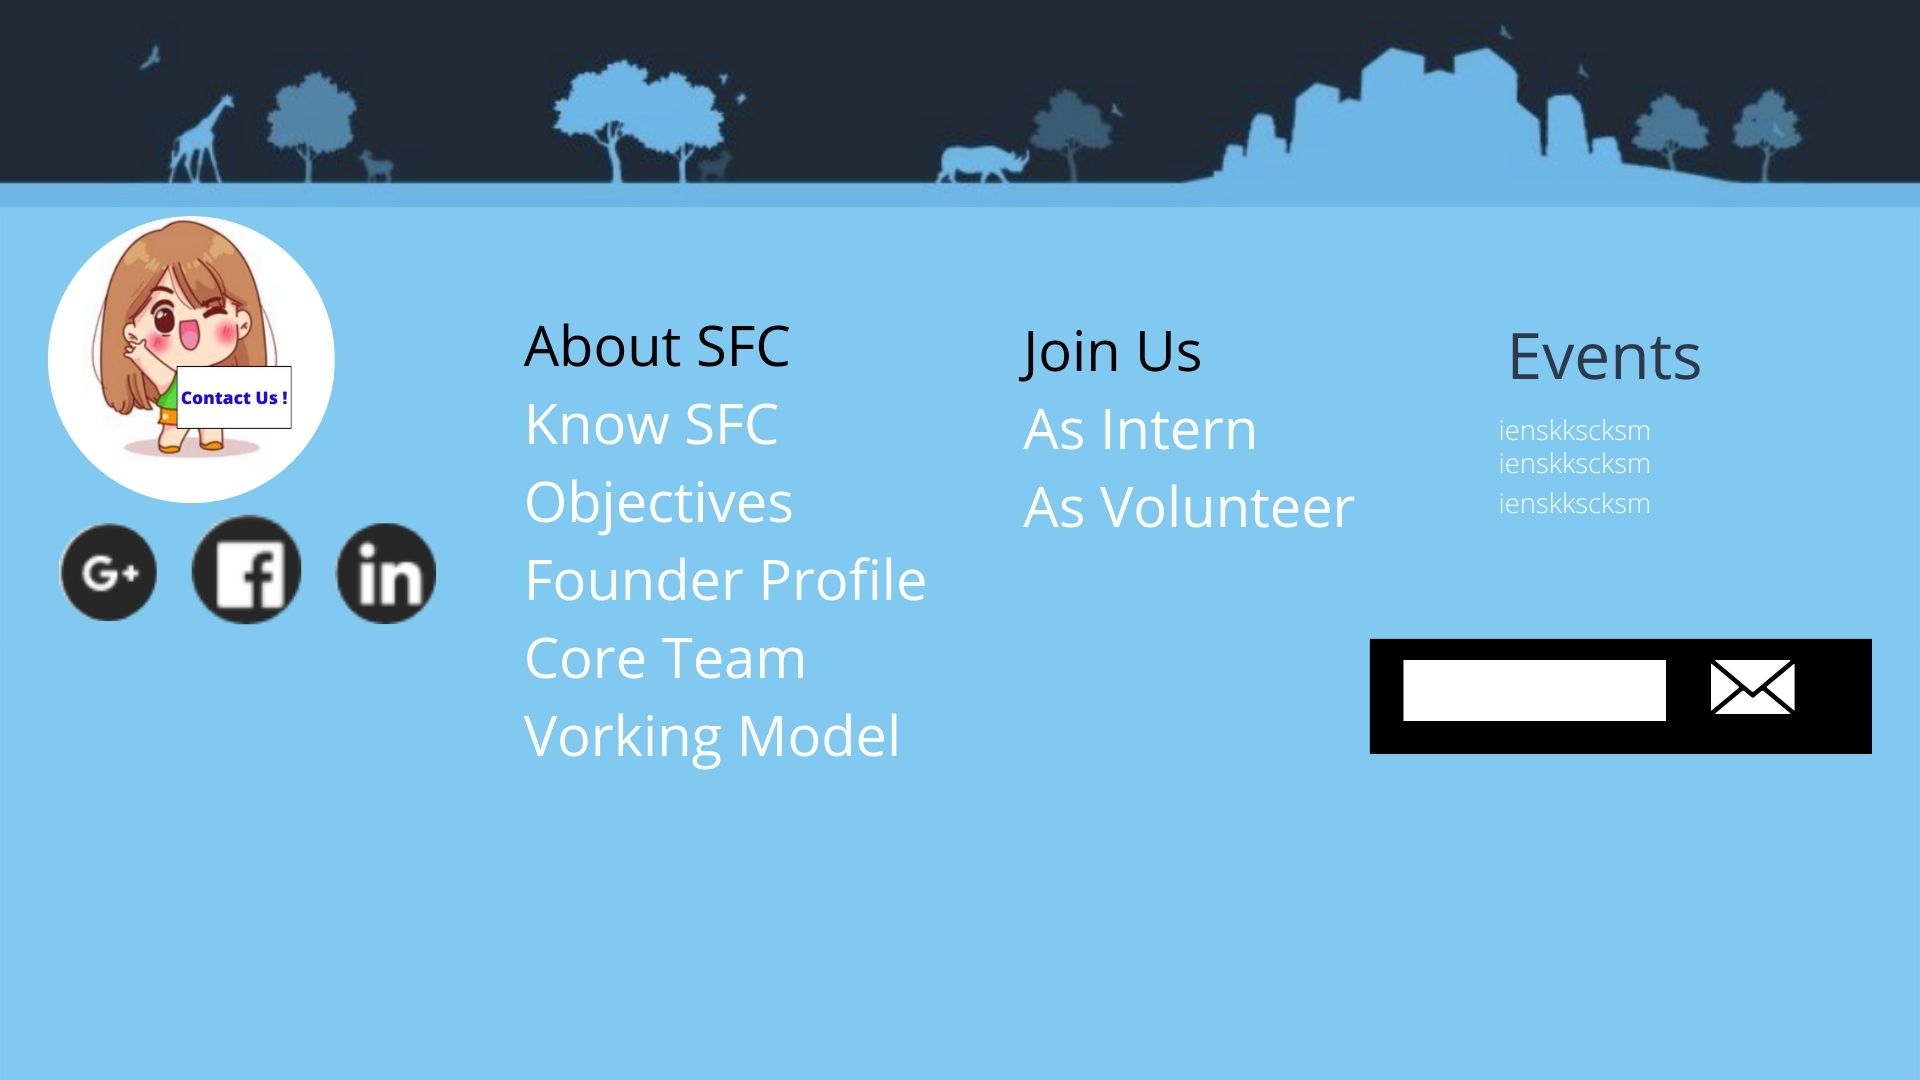 Contact Us !
G+
f
in
About SFC
Know SFC
Objectives
Founder Profile
Core Team
Vorking Model
Join Us
As Intern
As Volunteer
Events
ienskkscksm
ienskkscksm
ienskkscksm